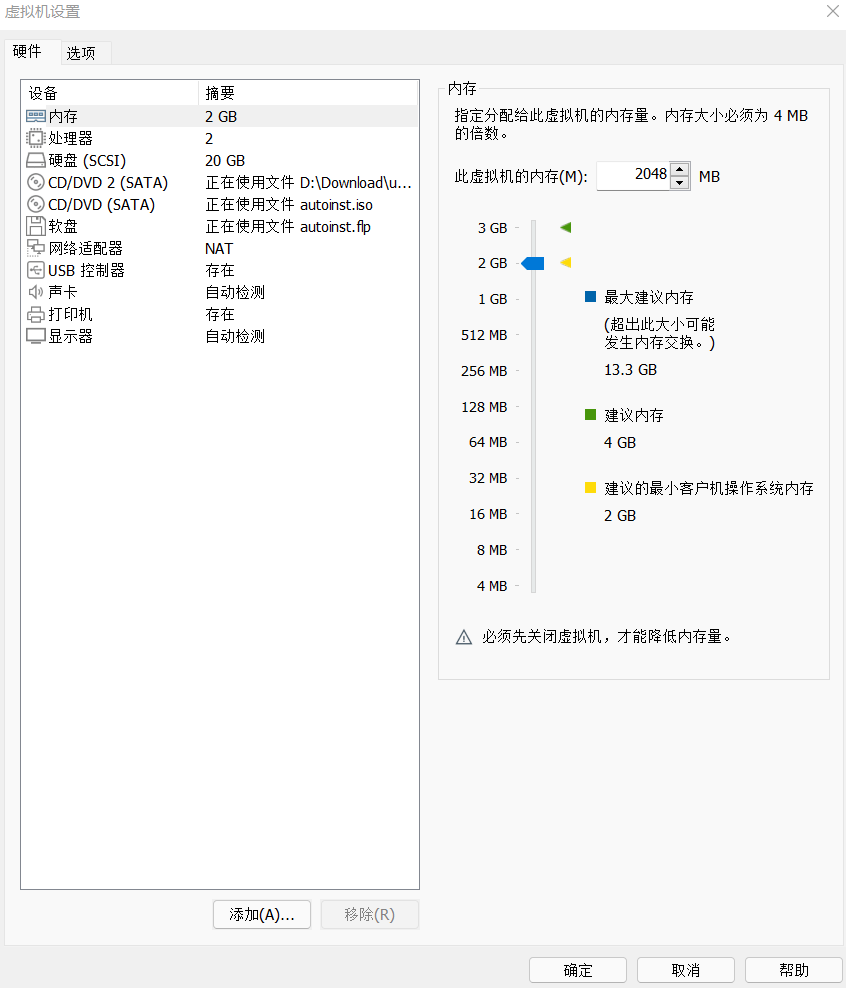 虚拟机设置
硬件 选项
设备 摘要
内存 2 GB
处理器 2
硬盘 (SCSI) 20 GB
CD/DVD 2 (SATA) 正在使用文件 D:\Download\u...
CD/DVD (SATA) 正在使用文件 autoinst.iso
软盘 正在使用文件 autoinst.flp
网络适配器 NAT
USB 控制器 存在
声卡 自动检测
打印机 存在
显示器 自动检测
添加(A)... 移除(R)
内存
指定分配给此虚拟机的内存量。内存大小必须为 4 MB
的倍数。
此虚拟机的内存(M): 2048 MB
3 GB
2 GB
1 GB
512 MB
256 MB
128 MB
64 MB
32 MB
16 MB
8 MB
4 MB
最大建议内存
(超出此大小可能
发生内存交换。)
13.3 GB
建议内存
4 GB
建议的最小客户机操作系统内存
2 GB
必须先关闭虚拟机，才能降低内存量。
确定 取消 帮助